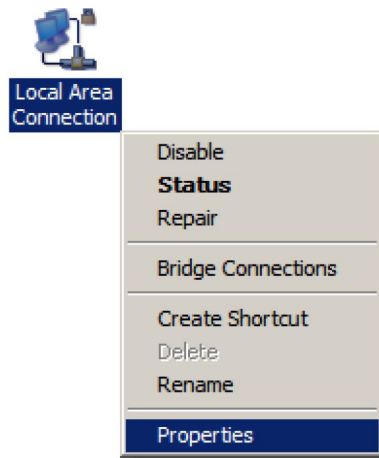 Local Area
Connection
Disable
Status
Repair
Bridge Connections
Create Shortcut
Delete
Rename
Properties